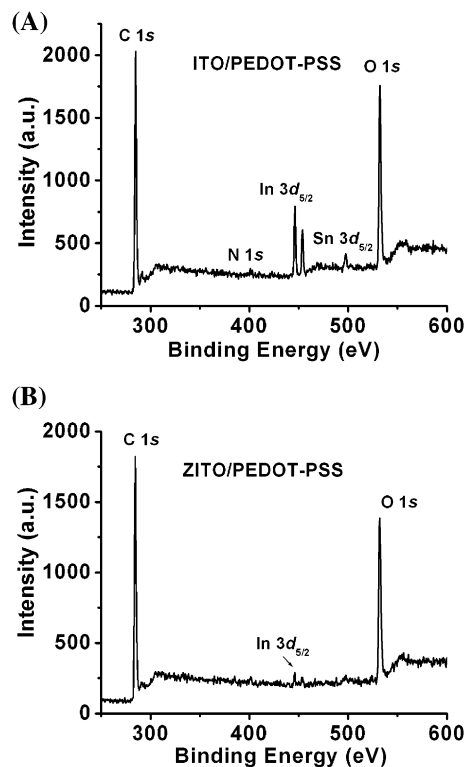 (A)
C 1s
ITO/PEDOT-PSS
O 1s
In 3d5/2
N 1s
Sn 3d5/2
2000
1500
1000
500
0
Intensity (a.u.)
300 400 500 600
Binding Energy (eV)
(B)
C 1s
ZITO/PEDOT-PSS
O 1s
In 3d5/2
2000
1500
1000
500
0
Intensity (a.u.)
300 400 500 600
Binding Energy (eV)